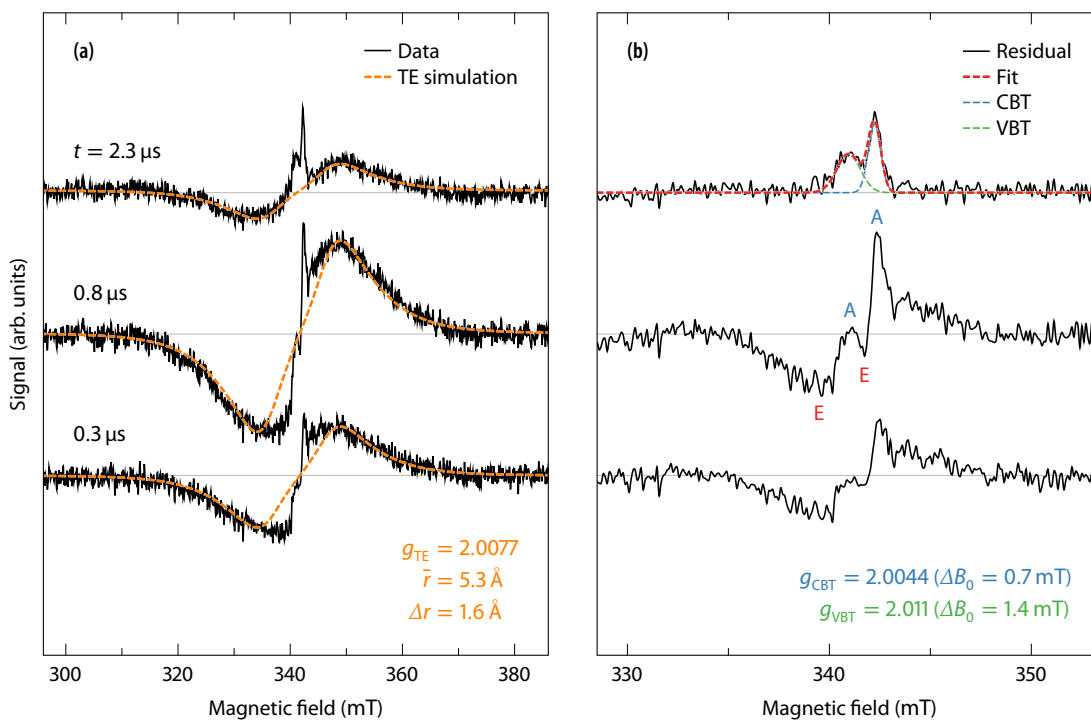 Signal (arb. units)
(a)
Data
TE simulation
t = 2.3 μs
0.8 μs
0.3 μs
g_TE = 2.0077
r̄ = 5.3 Å
Δr = 1.6 Å
300 320 340 360 380
Magnetic field (mT)
(b)
Residual
Fit
CBT
VBT
A
A
E
E
g_CBT = 2.0044 (ΔB₀ = 0.7 mT)
g_VBT = 2.011 (ΔB₀ = 1.4 mT)
330 340 350
Magnetic field (mT)